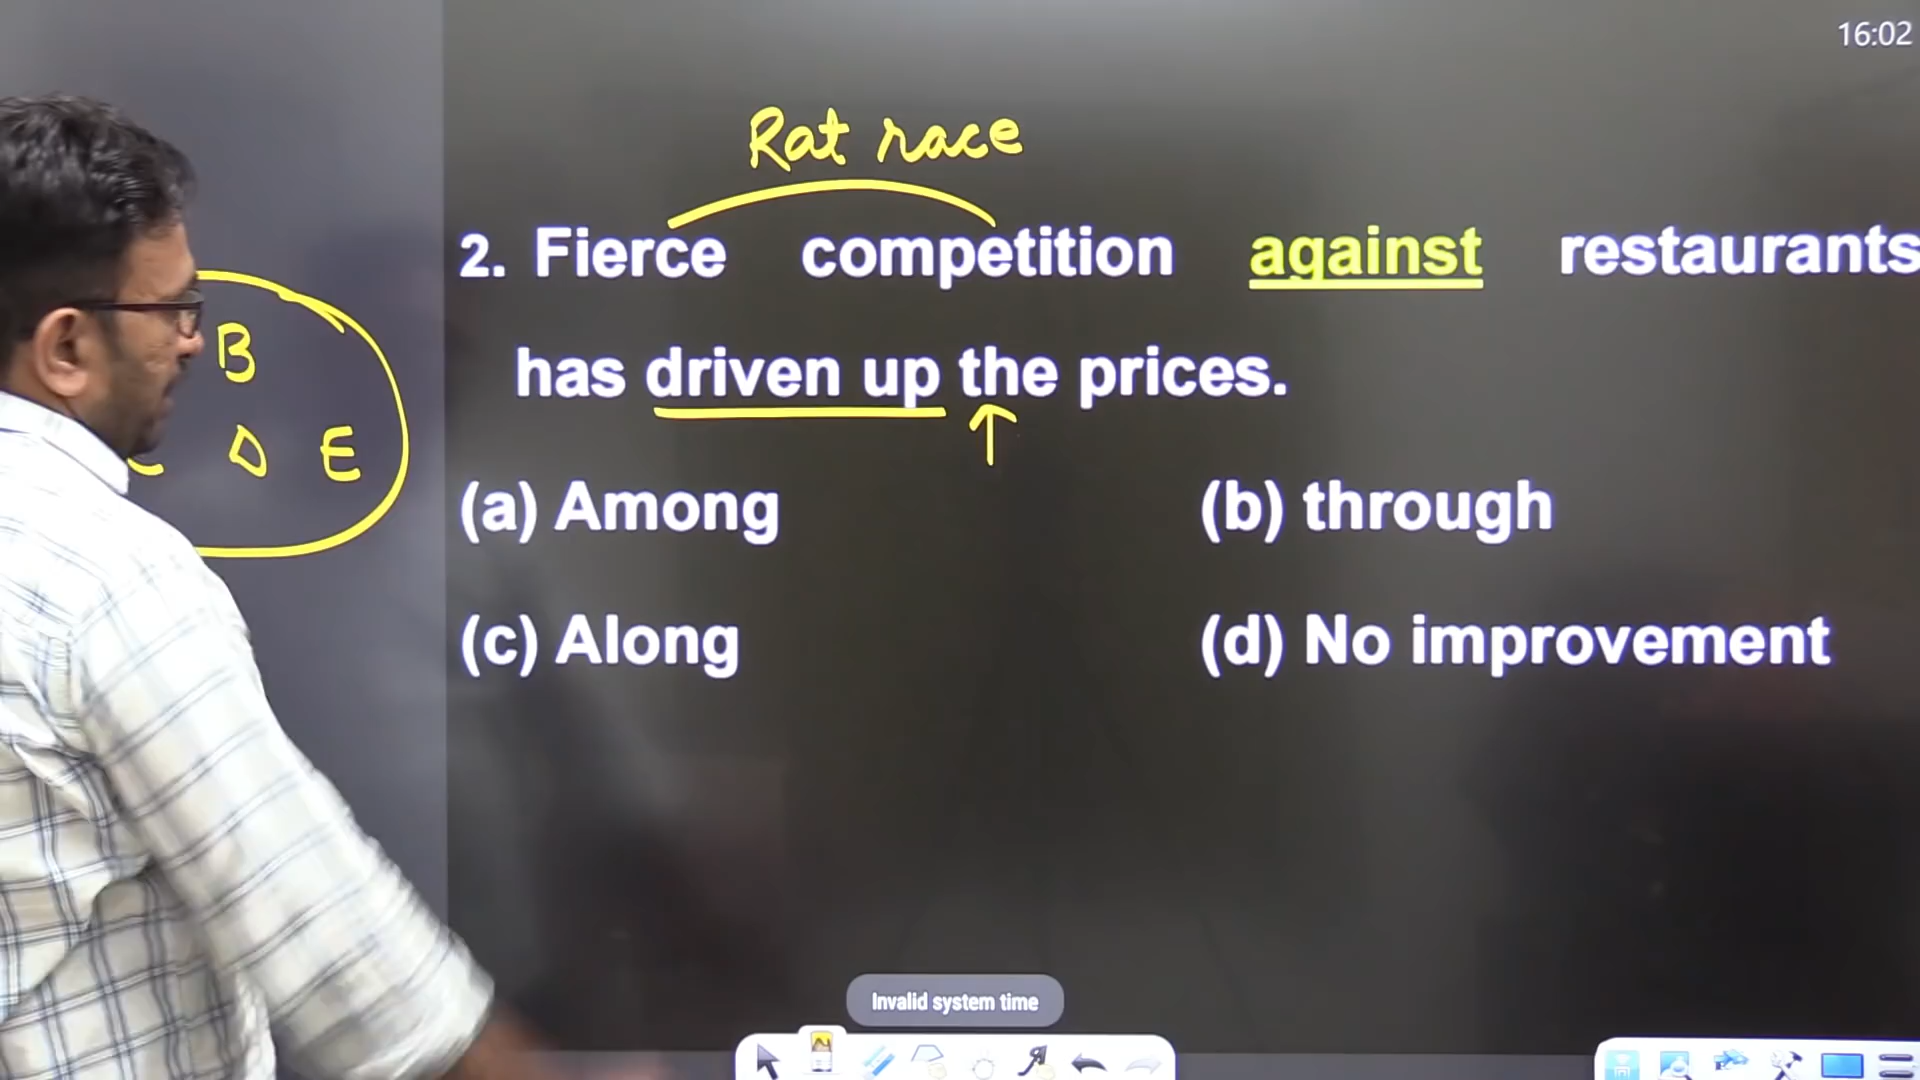 16:02
Rat race
2. Fierce competition against restaurants
has driven up the prices.
B
D E
(a) Among
(b) through
(c) Along
(d) No improvement
Invalid system time